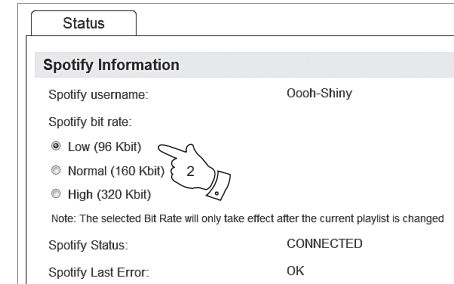 Status
Spotify Information
Spotify username: Oooh-Shiny
Spotify bit rate:
Low (96 Kbit)
Normal (160 Kbit) 2
High (320 Kbit)
Note: The selected Bit Rate will only take effect after the current playlist is changed
Spotify Status: CONNECTED
Spotify Last Error: OK